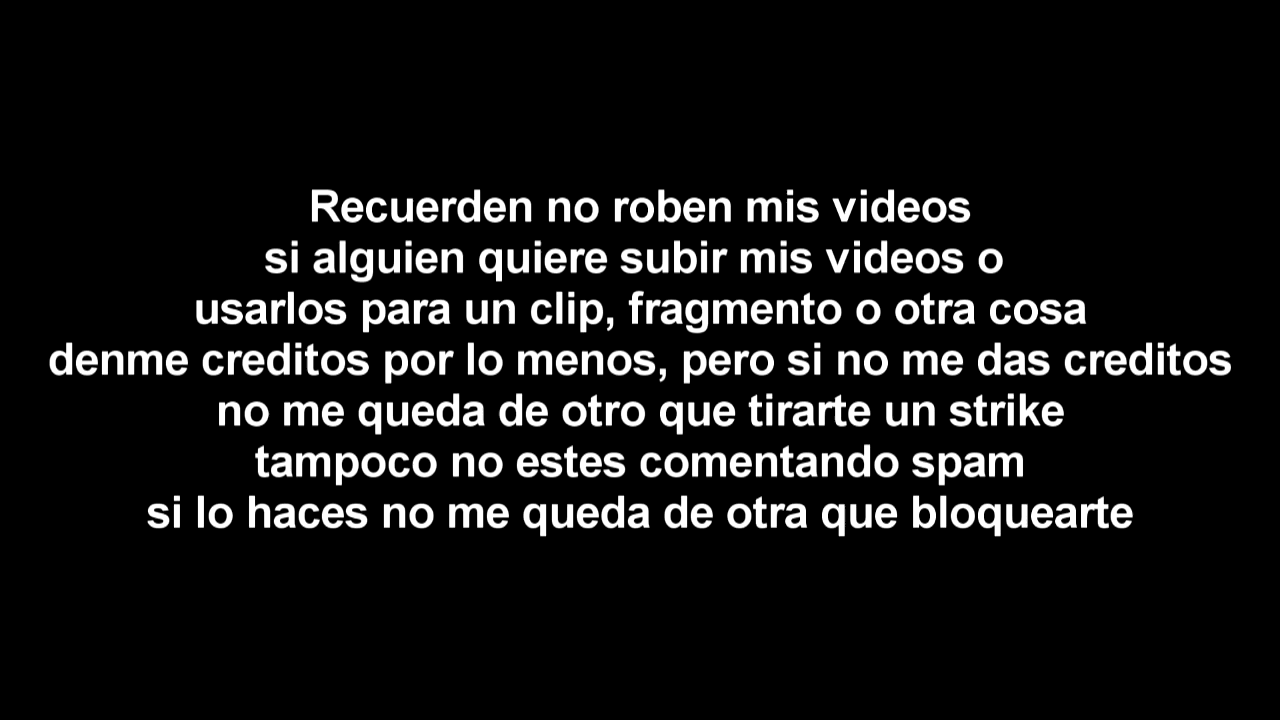 Recuerden no roben mis videos
si alguien quiere subir mis videos o
usarlos para un clip, fragmento o otra cosa
denme creditos por lo menos, pero si no me das creditos
no me queda de otro que tirarte un strike
tampoco no estes comentando spam
si lo haces no me queda de otra que bloquearte